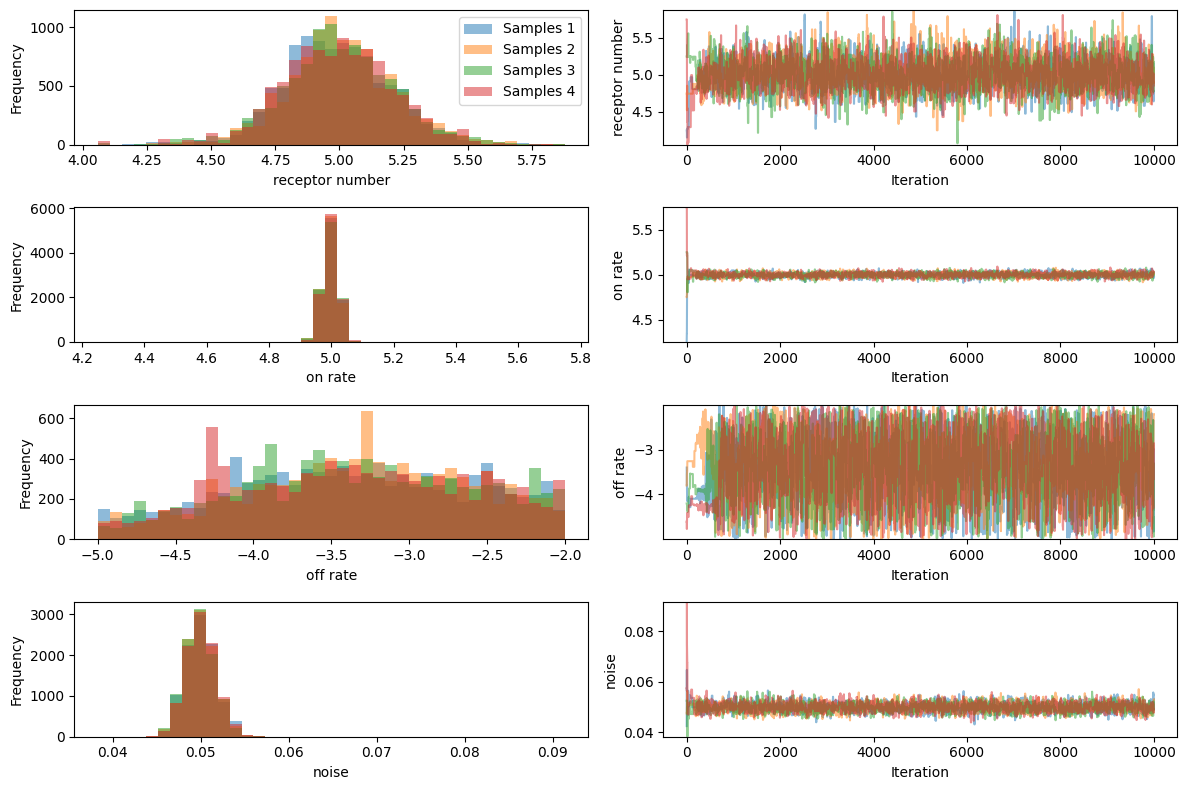 Frequency
1000
500
0
4.00 4.25 4.50 4.75 5.00 5.25 5.50 5.75
receptor number
Samples 1
Samples 2
Samples 3
Samples 4
receptor number
5.5
5.0
4.5
0 2000 4000 6000 8000 10000
Iteration
Frequency
6000
4000
2000
0
4.2 4.4 4.6 4.8 5.0 5.2 5.4 5.6 5.8
on rate
on rate
5.5
5.0
4.5
0 2000 4000 6000 8000 10000
Iteration
Frequency
600
400
200
0
−5.0 −4.5 −4.0 −3.5 −3.0 −2.5 −2.0
off rate
off rate
−3
−4
0 2000 4000 6000 8000 10000
Iteration
Frequency
3000
2000
1000
0
0.04 0.05 0.06 0.07 0.08 0.09
noise
noise
0.08
0.06
0.04
0 2000 4000 6000 8000 10000
Iteration